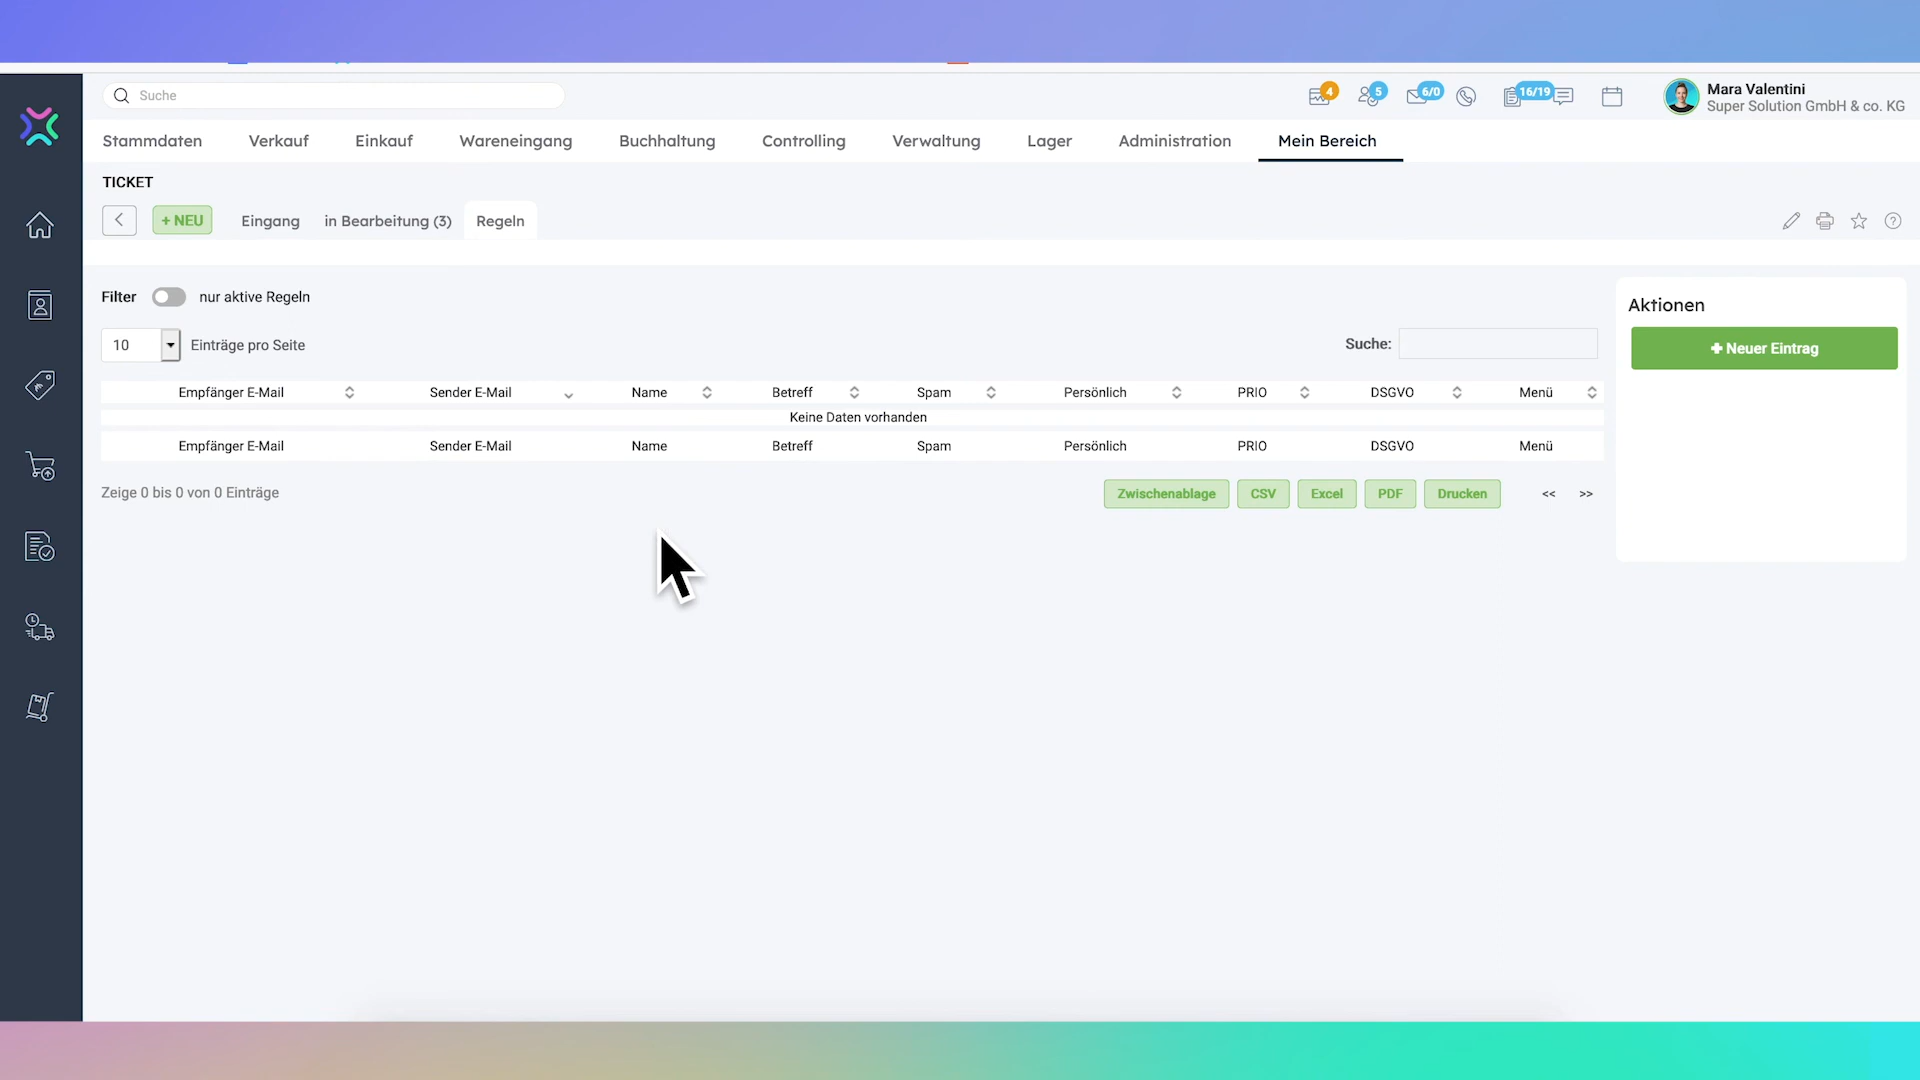 Suche
4
5
6/0
16/19
Mara Valentini
Super Solution GmbH & co. KG
Stammdaten Verkauf Einkauf Wareneingang Buchhaltung Controlling Verwaltung Lager Administration Mein Bereich
TICKET
+ NEU Eingang in Bearbeitung (3) Regeln
Filter nur aktive Regeln
10 Einträge pro Seite
Suche:
Empfänger E-Mail Sender E-Mail Name Betreff Spam Persönlich PRIO DSGVO Menü
Keine Daten vorhanden
Empfänger E-Mail Sender E-Mail Name Betreff Spam Persönlich PRIO DSGVO Menü
Zeige 0 bis 0 von 0 Einträge
Zwischenablage CSV Excel PDF Drucken << >>
Aktionen
+ Neuer Eintrag